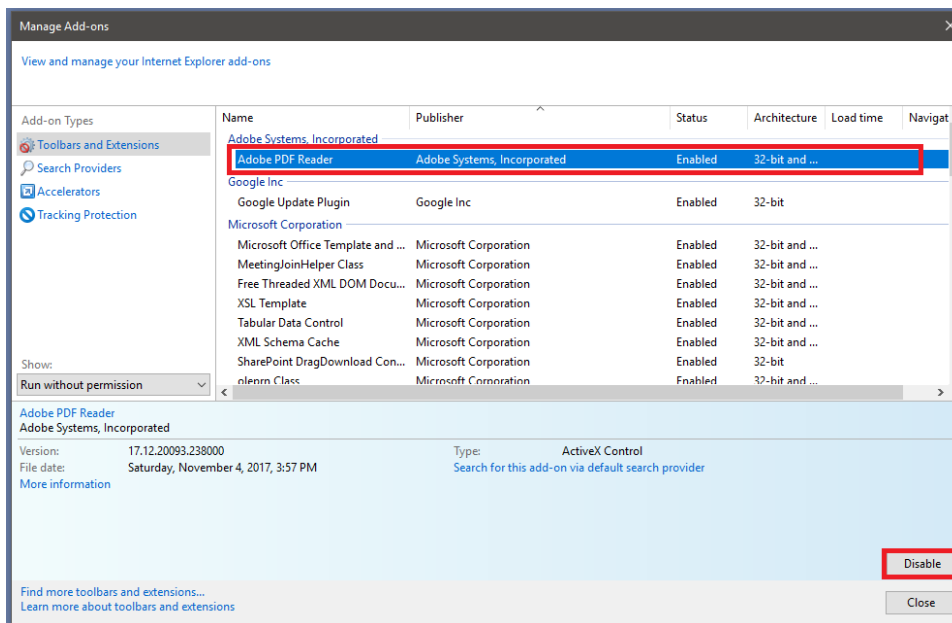 Manage Add-ons
View and manage your Internet Explorer add-ons
Add-on Types
Toolbars and Extensions
Search Providers
Accelerators
Tracking Protection
Show:
Run without permission
Name Publisher Status Architecture Load time Navigat
Adobe Systems, Incorporated
Adobe PDF Reader Adobe Systems, Incorporated Enabled 32-bit and ...
Google Inc
Google Update Plugin Google Inc Enabled 32-bit
Microsoft Corporation
Microsoft Office Template and ... Microsoft Corporation Enabled 32-bit and ...
MeetingJoinHelper Class Microsoft Corporation Enabled 32-bit and ...
Free Threaded XML DOM Docu... Microsoft Corporation Enabled 32-bit and ...
XSL Template Microsoft Corporation Enabled 32-bit and ...
Tabular Data Control Microsoft Corporation Enabled 32-bit and ...
XML Schema Cache Microsoft Corporation Enabled 32-bit and ...
SharePoint DragDownload Con... Microsoft Corporation Enabled 32-bit
oleprn Class Microsoft Corporation Enabled 32-bit and ...
Adobe PDF Reader
Adobe Systems, Incorporated
Version: 17.12.20093.238000 Type: ActiveX Control
File date: Saturday, November 4, 2017, 3:57 PM Search for this add-on via default search provider
More information
Disable
Find more toolbars and extensions...
Learn more about toolbars and extensions
Close